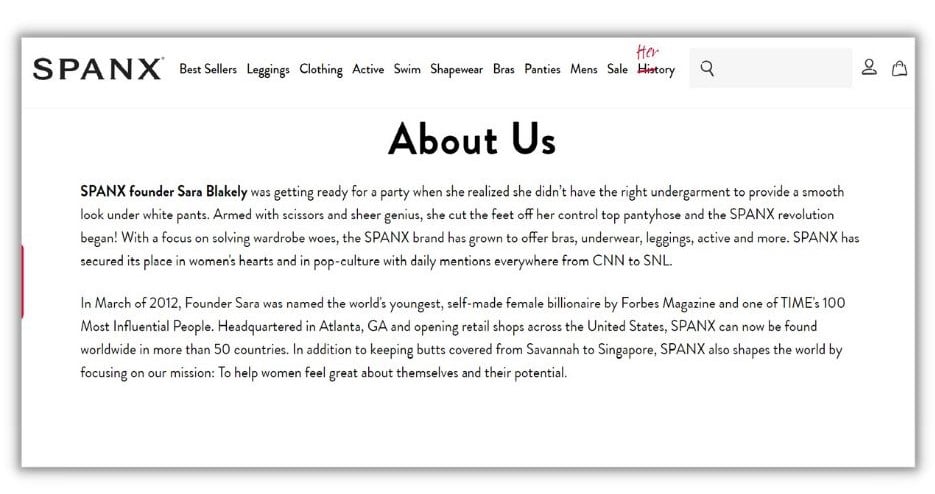 Her
SPANX Best Sellers Leggings Clothing Active Swim Shapewear Bras Panties Mens Sale History
About Us
SPANX founder Sara Blakely was getting ready for a party when she realized she didn't have the right undergarment to provide a smooth
look under white pants. Armed with scissors and sheer genius, she cut the feet off her control top pantyhose and the SPANX revolution
began! With a focus on solving wardrobe woes, the SPANX brand has grown to offer bras, underwear, leggings, active and more. SPANX has
secured its place in women's hearts and in pop-culture with daily mentions everywhere from CNN to SNL.
In March of 2012, Founder Sara was named the world's youngest, self-made female billionaire by Forbes Magazine and one of TIME's 100
Most Influential People. Headquartered in Atlanta, GA and opening retail shops across the United States, SPANX can now be found
worldwide in more than 50 countries. In addition to keeping butts covered from Savannah to Singapore, SPANX also shapes the world by
focusing on our mission: To help women feel great about themselves and their potential.